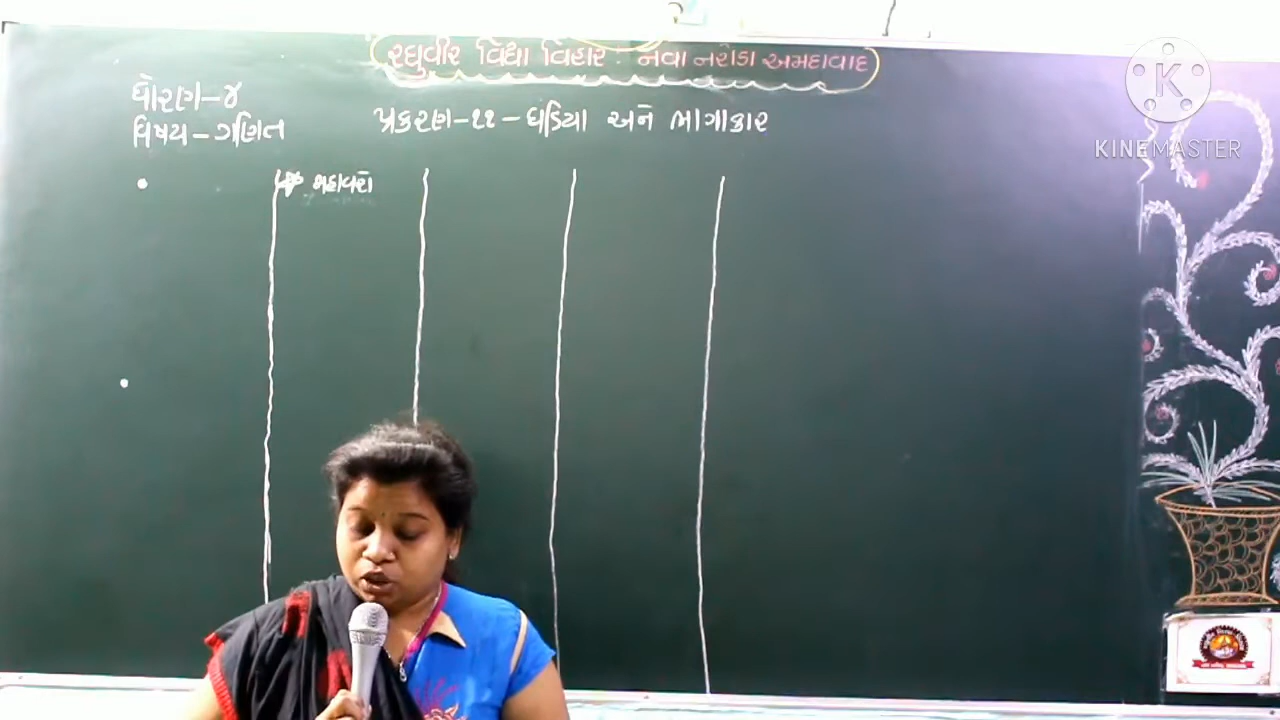 રઘુવીર વિદ્યા વિહાર : નવા નરોડા અમદાવાદ
ધોરણ-૪
વિષય-ગણિત
પ્રકરણ-૧૧-ઘડિયા અને ભાગાકાર
મહાવરો
KINEMASTER